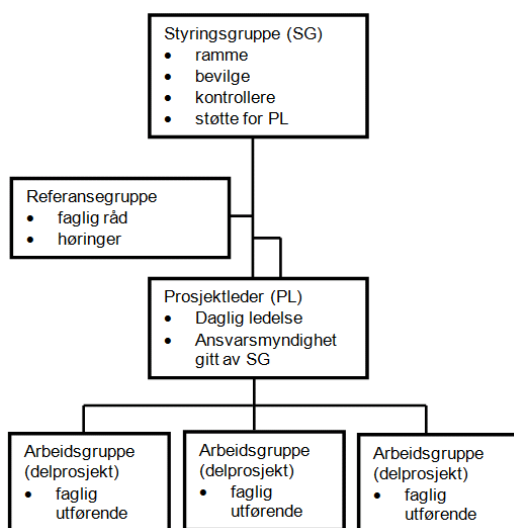 Styringsgruppe (SG)
• ramme
• bevilge
• kontrollere
• støtte for PL
Referansegruppe
• faglig råd
• høringer
Prosjektleder (PL)
• Daglig ledelse
• Ansvarsmyndighet
gitt av SG
Arbeidsgruppe
(delprosjekt)
• faglig
utførende
Arbeidsgruppe
(delprosjekt)
• faglig
utførende
Arbeidsgruppe
(delprosjekt)
• faglig
utførende